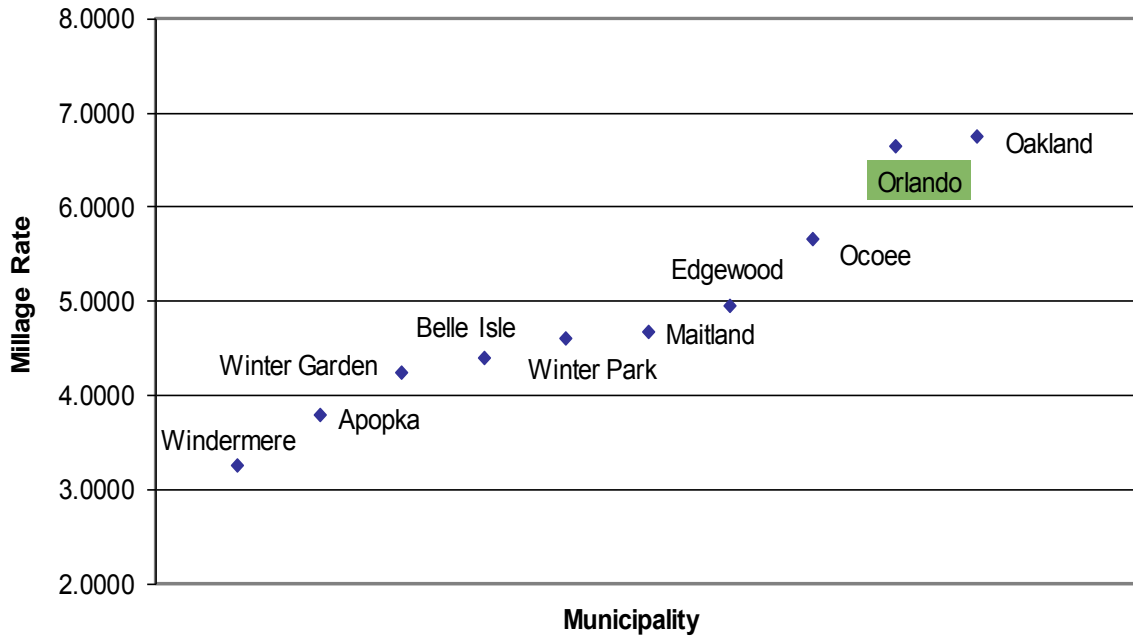 8.0000
7.0000
Oakland
Orlando
6.0000
Ocoee
Edgewood
5.0000
Belle Isle
Maitland
Winter Garden
Winter Park
4.0000
Apopka
Windermere
3.0000
2.0000
Millage Rate
Municipality